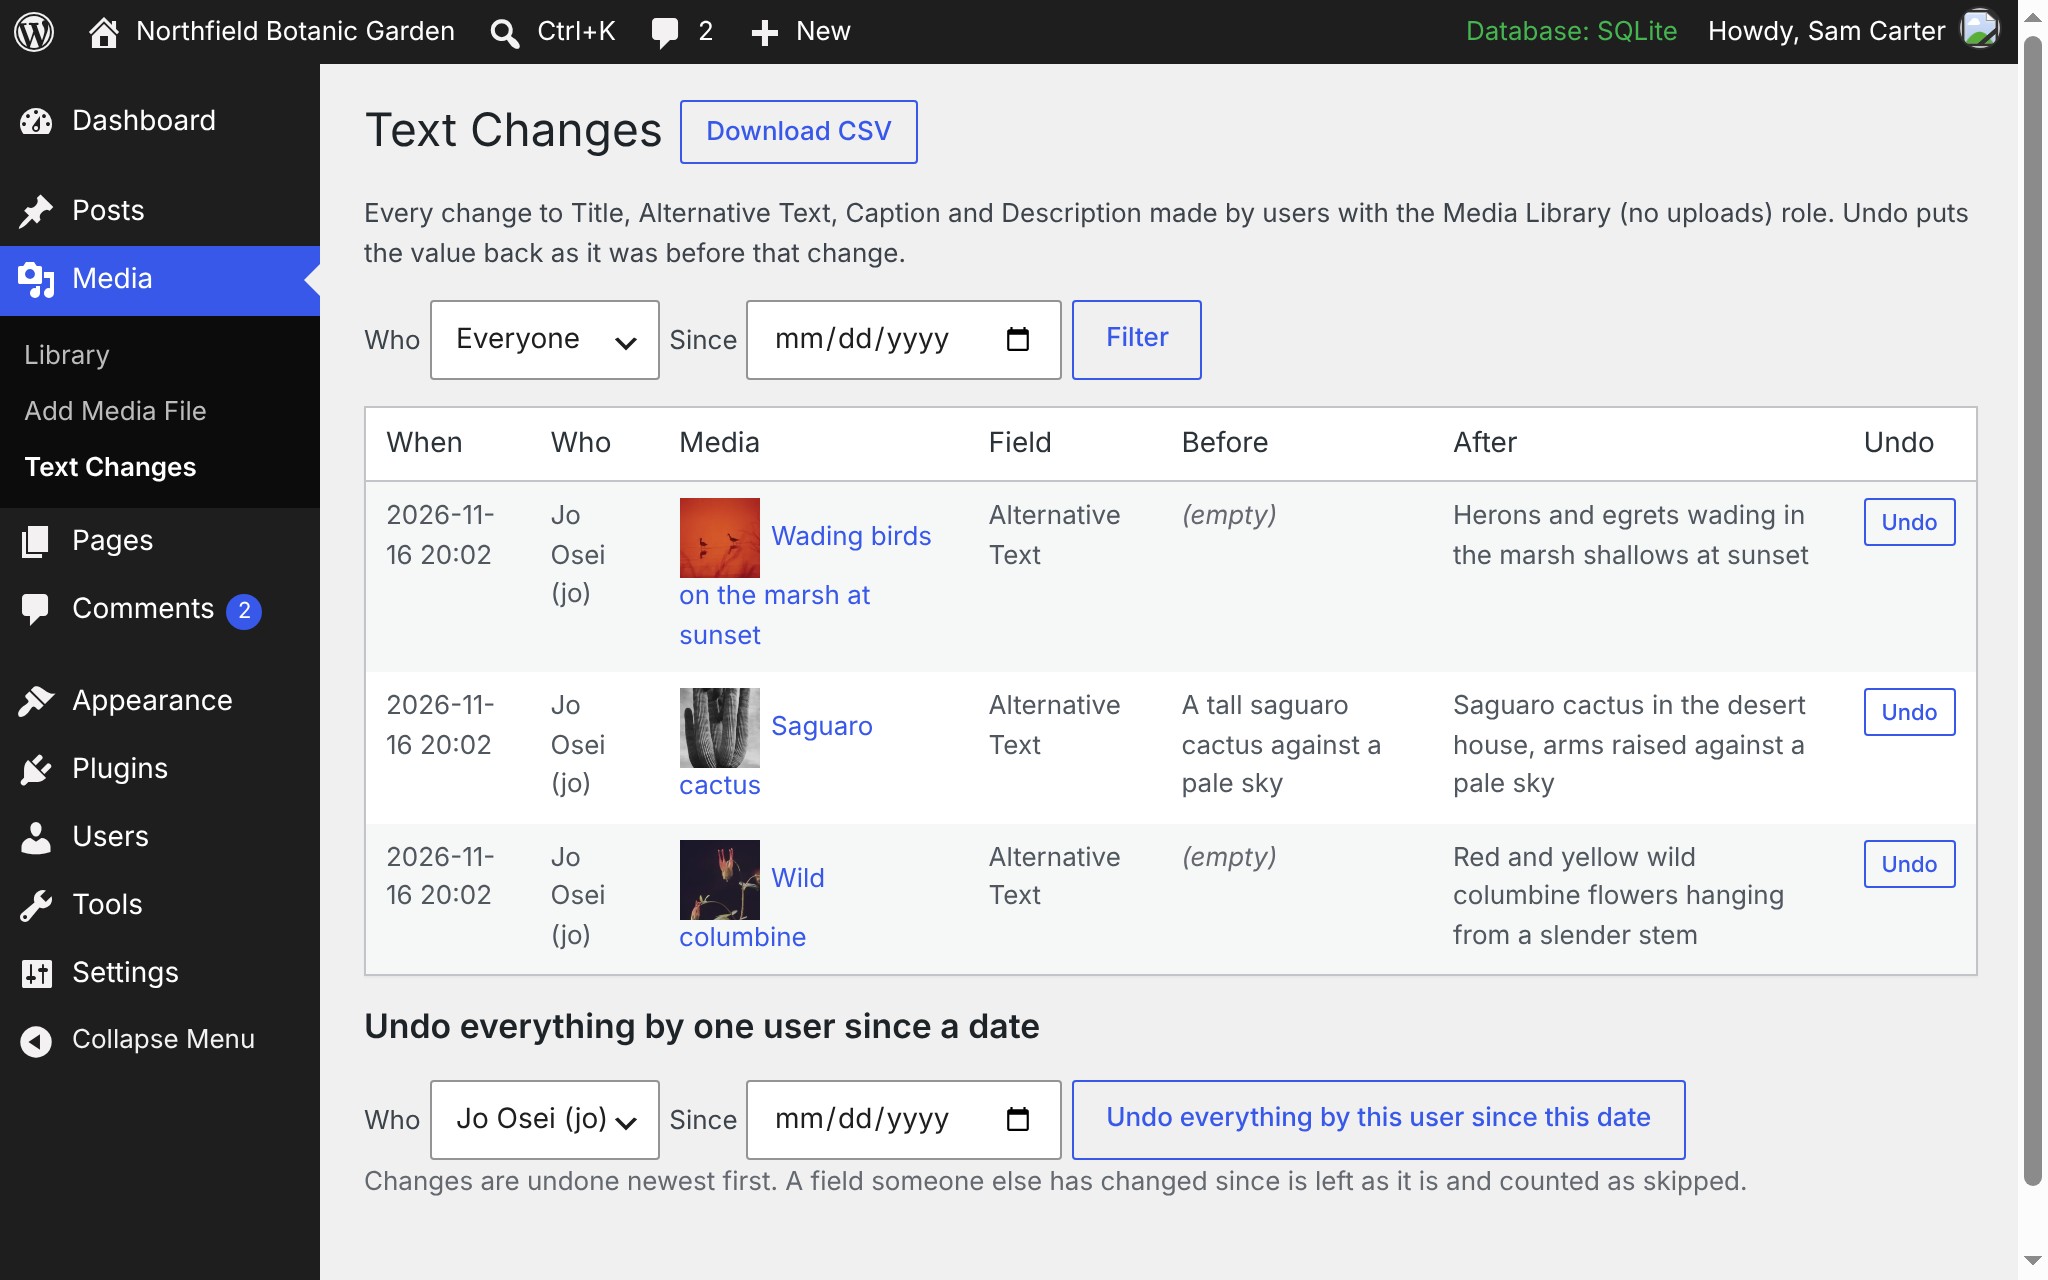 Northfield Botanic Garden Ctrl+K 2 New Database: SQLite Howdy, Sam Carter
Dashboard
Posts
Media
Library
Add Media File
Text Changes
Pages
Comments 2
Appearance
Plugins
Users
Tools
Settings
Collapse Menu
Text Changes Download CSV
Every change to Title, Alternative Text, Caption and Description made by users with the Media Library (no uploads) role. Undo puts
the value back as it was before that change.
Who Everyone Since mm/dd/yyyy Filter
When Who Media Field Before After Undo
2026-11-
16 20:02
Jo
Osei
(jo)
Wading birds
on the marsh at
sunset
Alternative
Text
(empty)
Herons and egrets wading in
the marsh shallows at sunset
Undo
2026-11-
16 20:02
Jo
Osei
(jo)
Saguaro
cactus
Alternative
Text
A tall saguaro
cactus against a
pale sky
Saguaro cactus in the desert
house, arms raised against a
pale sky
Undo
2026-11-
16 20:02
Jo
Osei
(jo)
Wild
columbine
Alternative
Text
(empty)
Red and yellow wild
columbine flowers hanging
from a slender stem
Undo
Undo everything by one user since a date
Who Jo Osei (jo) Since mm/dd/yyyy Undo everything by this user since this date
Changes are undone newest first. A field someone else has changed since is left as it is and counted as skipped.